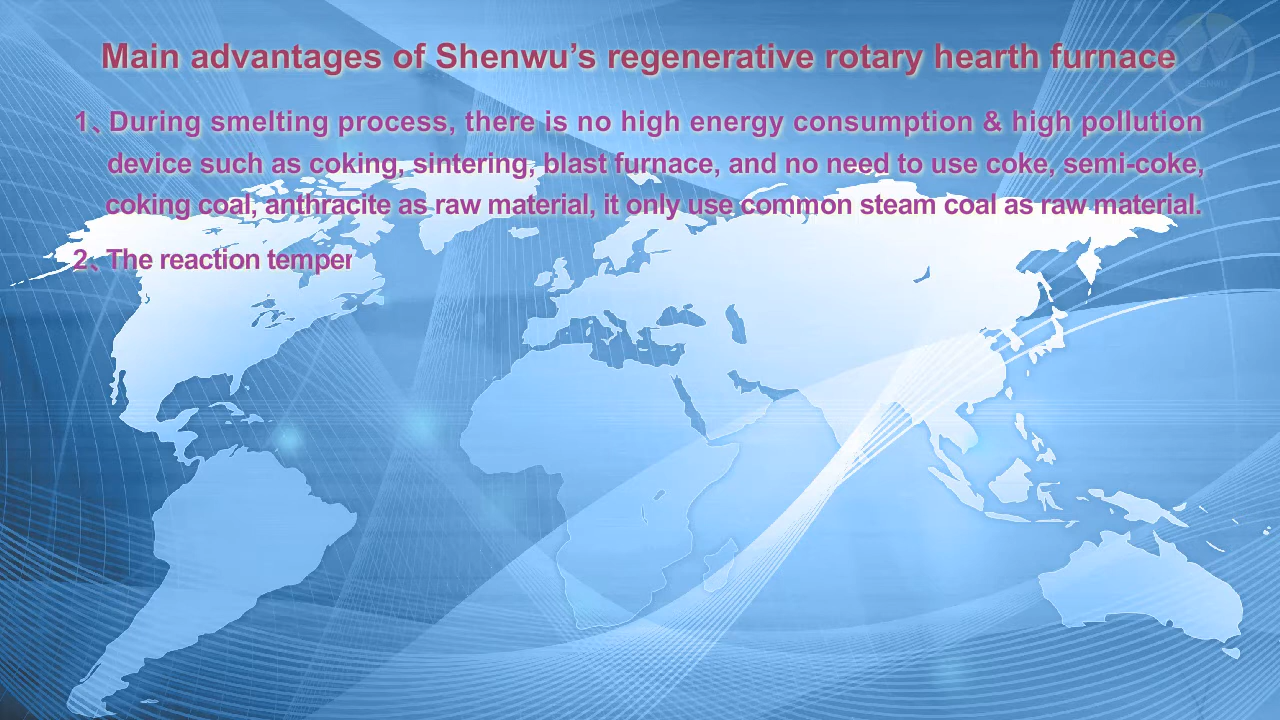 Main advantages of Shenwu’s regenerative rotary hearth furnace
1、During smelting process, there is no high energy consumption & high pollution
device such as coking, sintering, blast furnace, and no need to use coke, semi-coke,
coking coal, anthracite as raw material, it only use common steam coal as raw material.
2、The reaction temper